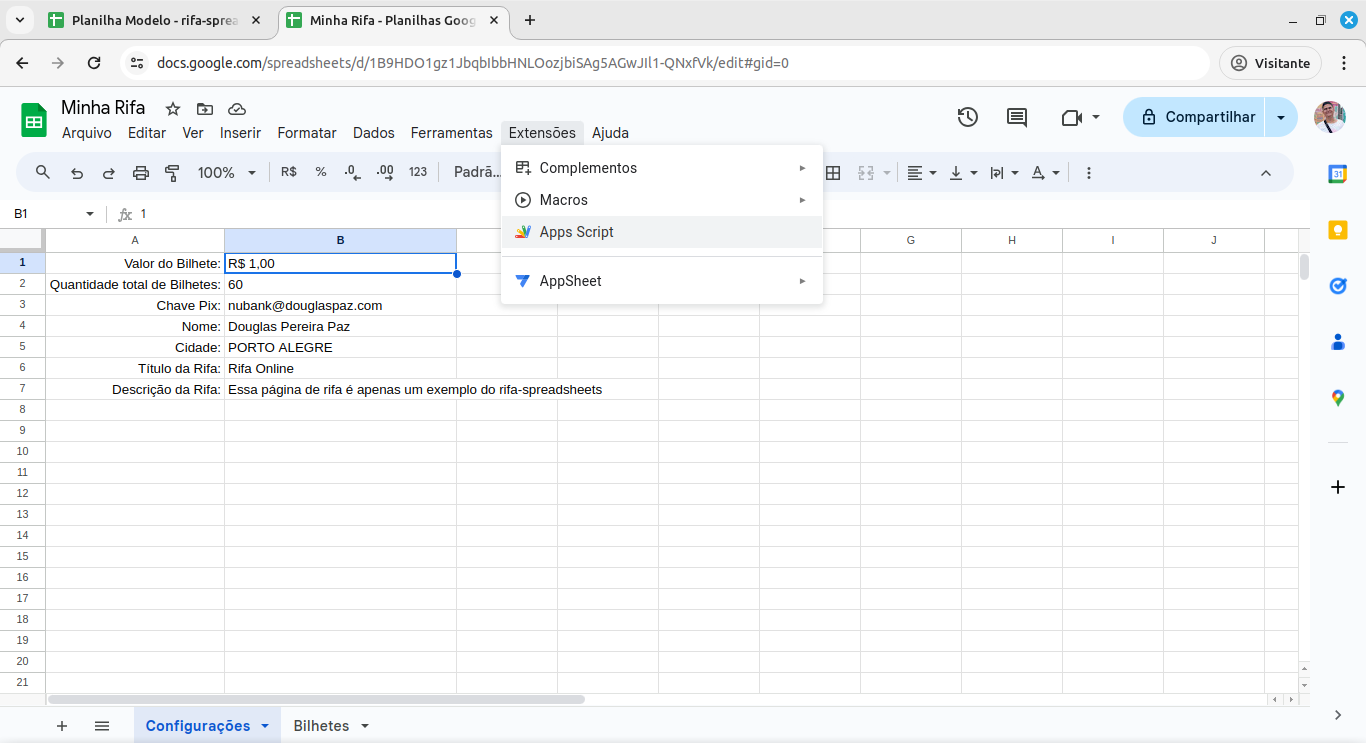 Planilha Modelo - rifa-sprea
Minha Rifa - Planilhas Goog
docs.google.com/spreadsheets/d/1B9HDO1gz1JbqbIbbHNLOozjbiSAg5AGwJIl1-QNxfVk/edit#gid=0
Visitante
Minha Rifa
Arquivo Editar Ver Inserir Formatar Dados Ferramentas Extensões Ajuda
Compartilhar
100% R$ % .0 .00 123 Padrã...
Complementos
Macros
Apps Script
AppSheet
B1 fx 1
A B G H I J
1 Valor do Bilhete: R$ 1,00
2 Quantidade total de Bilhetes: 60
3 Chave Pix: nubank@douglaspaz.com
4 Nome: Douglas Pereira Paz
5 Cidade: PORTO ALEGRE
6 Título da Rifa: Rifa Online
7 Descrição da Rifa: Essa página de rifa é apenas um exemplo do rifa-spreadsheets
8
9
10
11
12
13
14
15
16
17
18
19
20
21
Configurações Bilhetes
31